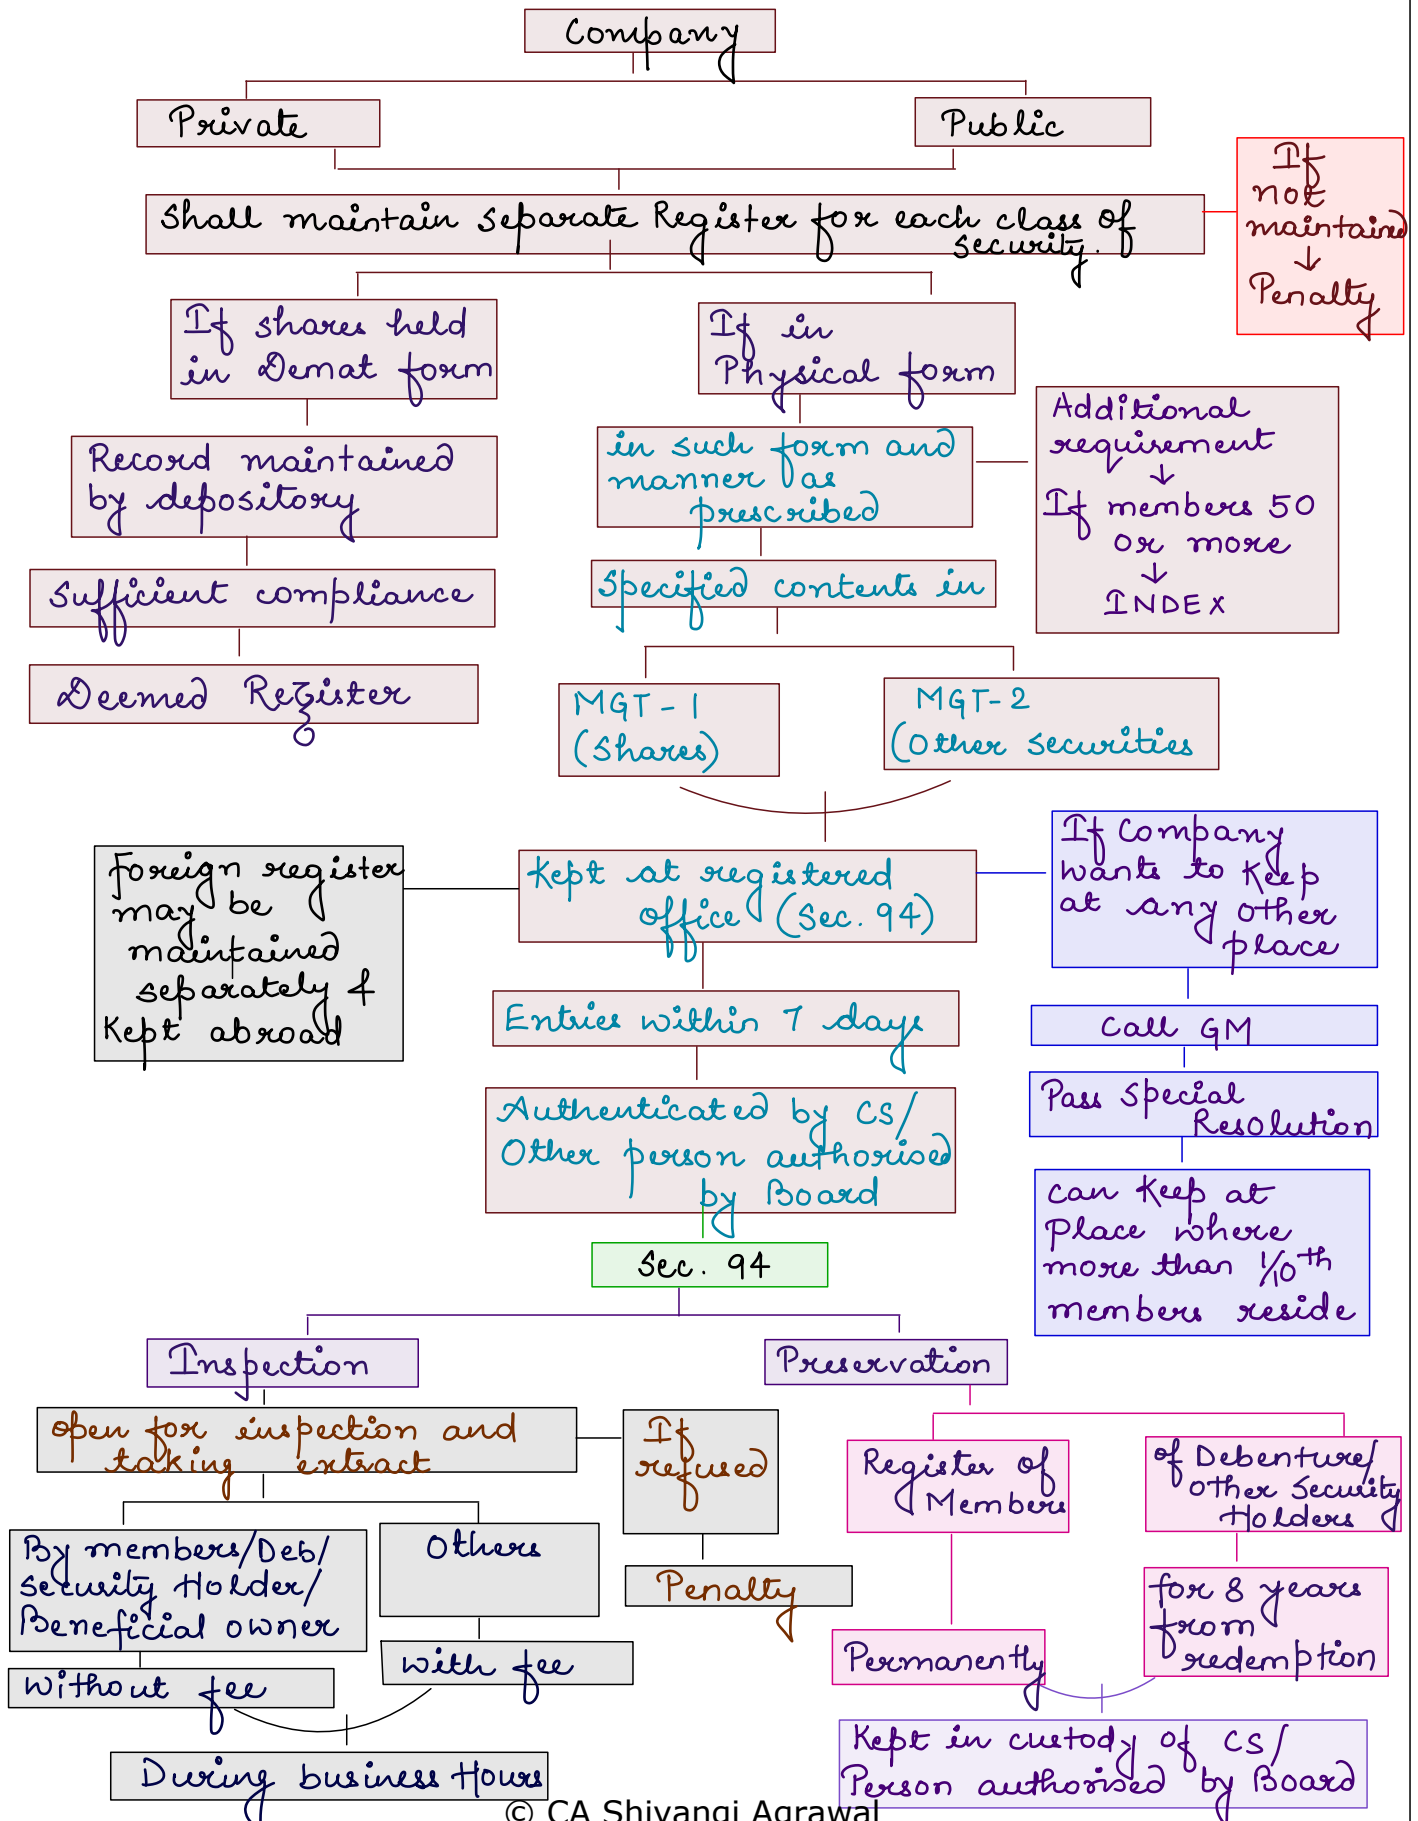 Company
Private
Public
Shall maintain separate Register for each class of
security.
If
not
maintained
↓
Penalty
If shares held
in Demat form
Record maintained
by depository
Sufficient compliance
Deemed Register
If in
Physical form
in such form and
manner as
prescribed
Additional
requirement
↓
If members 50
or more
↓
INDEX
Specified contents in
MGT-1
(Shares)
MGT-2
(Other securities
Foreign register
may be
maintained
separately &
Kept abroad
Kept at registered
office (Sec. 94)
If Company
wants to keep
at any other
place
Call GM
Pass Special
Resolution
can keep at
Place where
more than 1/10th
members reside
Entries within 7 days
Authenticated by CS/
Other person authorised
by Board
Sec. 94
Inspection
open for inspection and
taking extract
If
refused
Penalty
By members/Deb/
Security Holder/
Beneficial owner
Without fee
Others
With fee
During business Hours
Preservation
Register of
Members
Permanently
of Debenture/
other Security
Holders
for 8 years
from
redemption
Kept in custody of CS/
Person authorised by Board
© CA Shivangi Agrawal